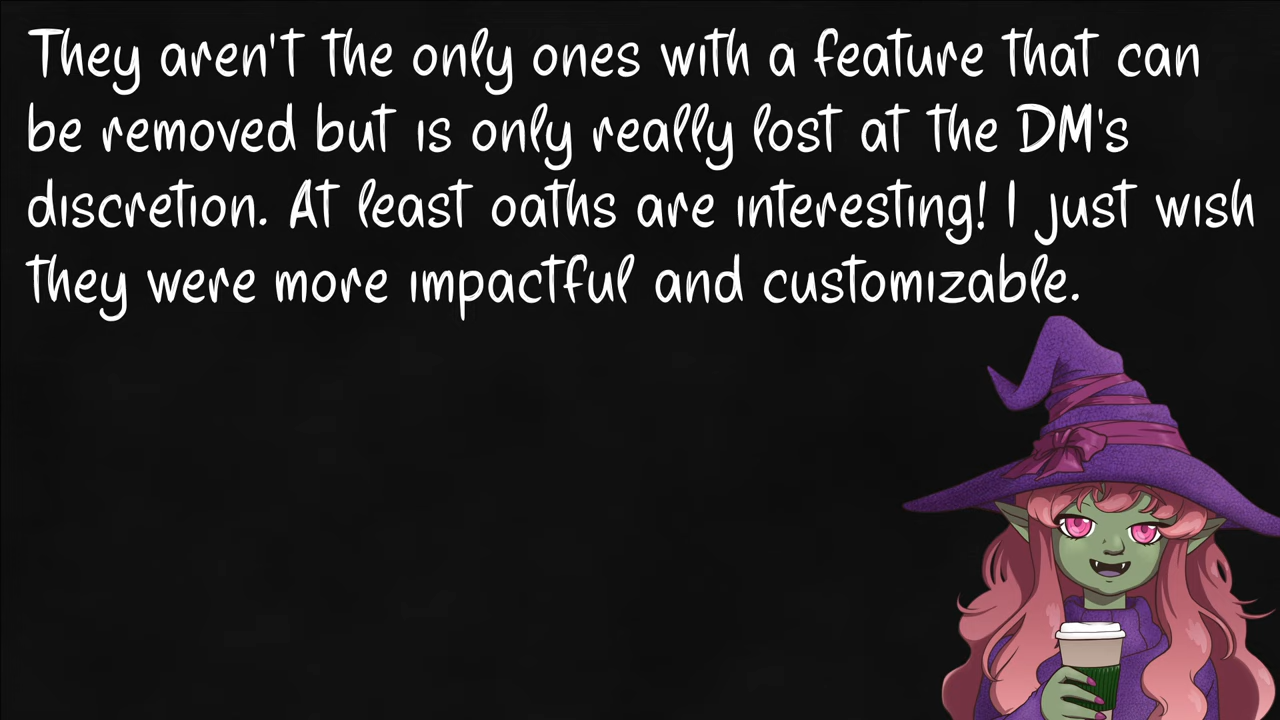 They aren't the only ones with a feature that can
be removed but is only really lost at the DM's
discretion. At least oaths are interesting! I just wish
they were more impactful and customizable.